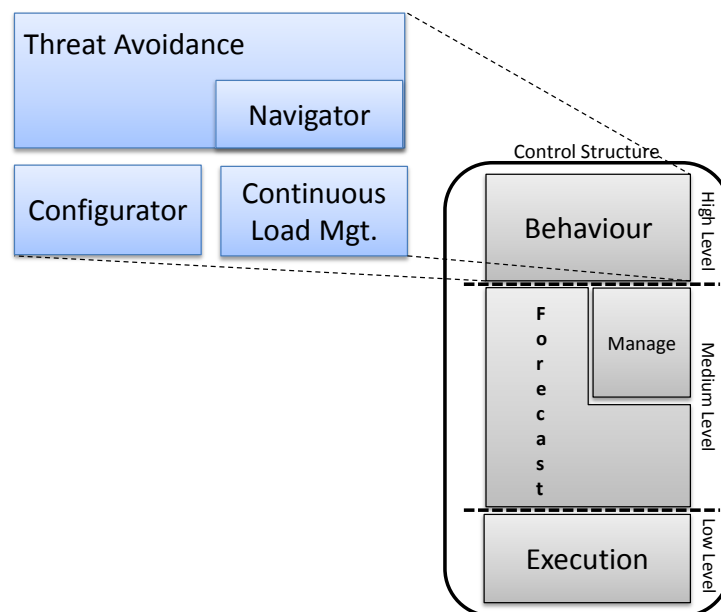 Threat Avoidance
Navigator
Configurator
Continuous
Load Mgt.
Control Structure
Behaviour
High Level
F
o
r
e
c
a
s
t
Manage
Medium Level
Execution
Low Level